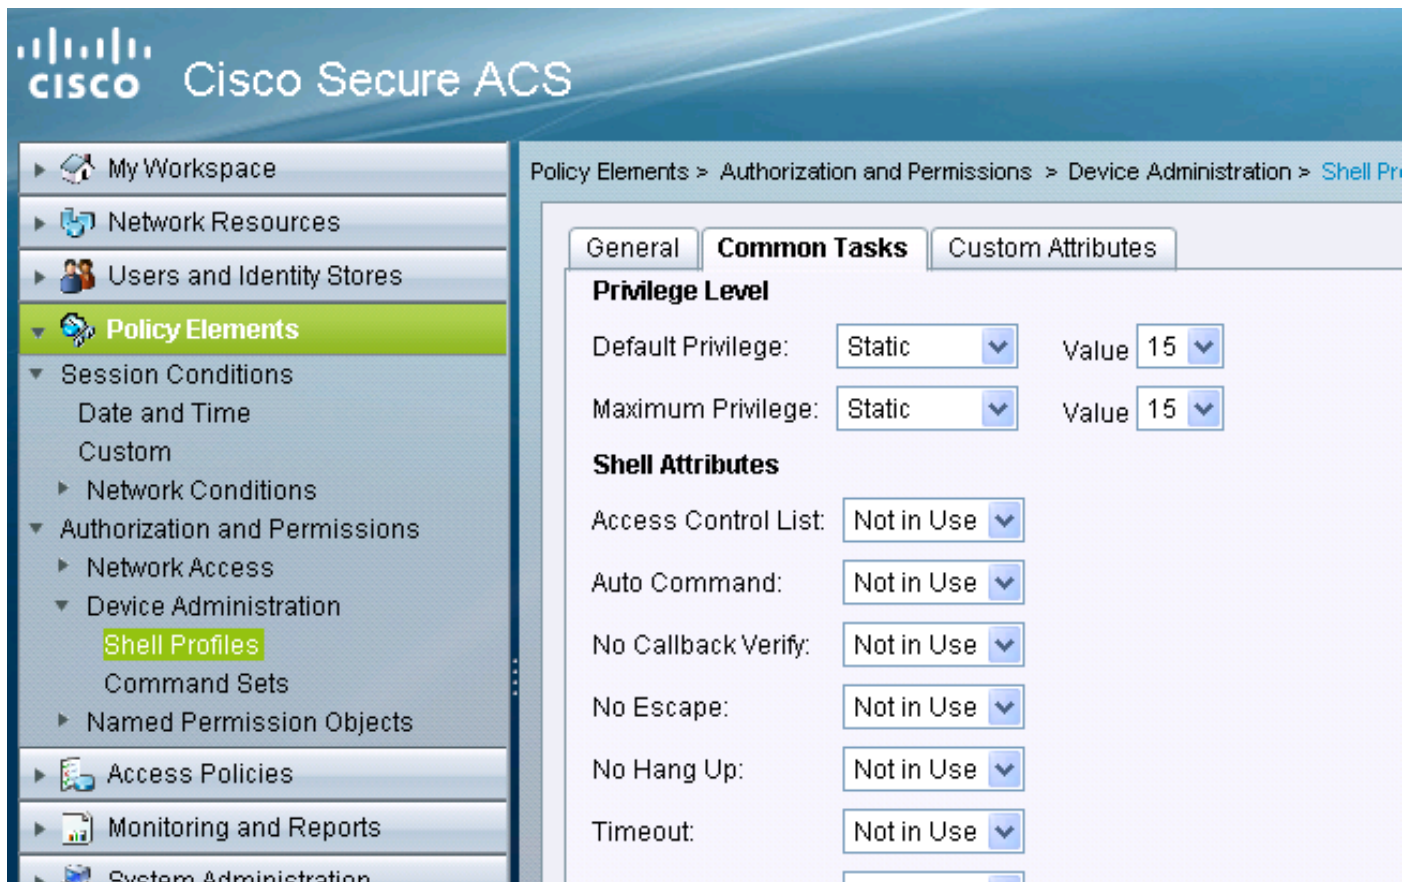 CISCO Cisco Secure ACS
My Workspace
Network Resources
Users and Identity Stores
Policy Elements
Session Conditions
Date and Time
Custom
Network Conditions
Authorization and Permissions
Network Access
Device Administration
Shell Profiles
Command Sets
Named Permission Objects
Access Policies
Monitoring and Reports
System Administration
Policy Elements > Authorization and Permissions > Device Administration > Shell Pr
General Common Tasks Custom Attributes
Privilege Level
Default Privilege: Static Value 15
Maximum Privilege: Static Value 15
Shell Attributes
Access Control List: Not in Use
Auto Command: Not in Use
No Callback Verify: Not in Use
No Escape: Not in Use
No Hang Up: Not in Use
Timeout: Not in Use